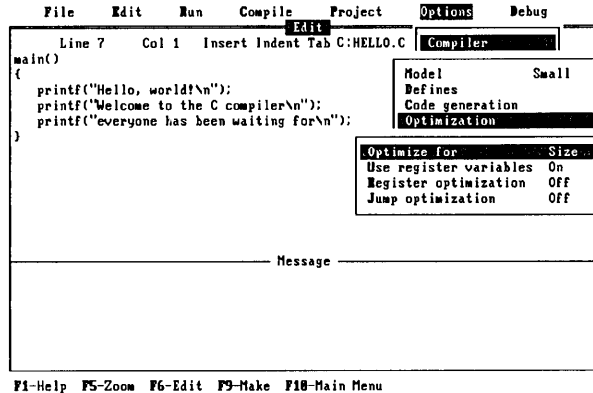 File Edit Run Compile Project Options Debug
Edit
Line 7 Col 1 Insert Indent Tab C:HELLO.C Compiler
main()
{
Model Small
printf("Hello, world!\n");
Defines
printf("Welcome to the C compiler\n");
Code generation
printf("everyone has been waiting for\n");
Optimization
}
Optimize for Size
Use register variables On
Register optimization Off
Jump optimization Off
Message
F1-Help F5-Zoom F6-Edit F9-Make F10-Main Menu